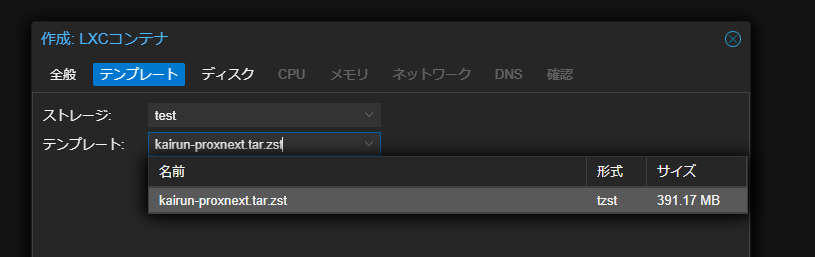 作成: LXCコンテナ
全般 テンプレート ディスク CPU メモリ ネットワーク DNS 確認
ストレージ: test
テンプレート: kairun-proxnext.tar.zst
名前 形式 サイズ
kairun-proxnext.tar.zst tzst 391.17 MB